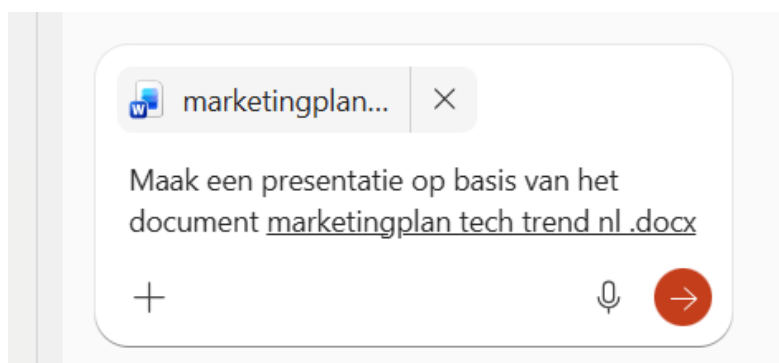 marketingplan...
Maak een presentatie op basis van het
document marketingplan tech trend nl .docx